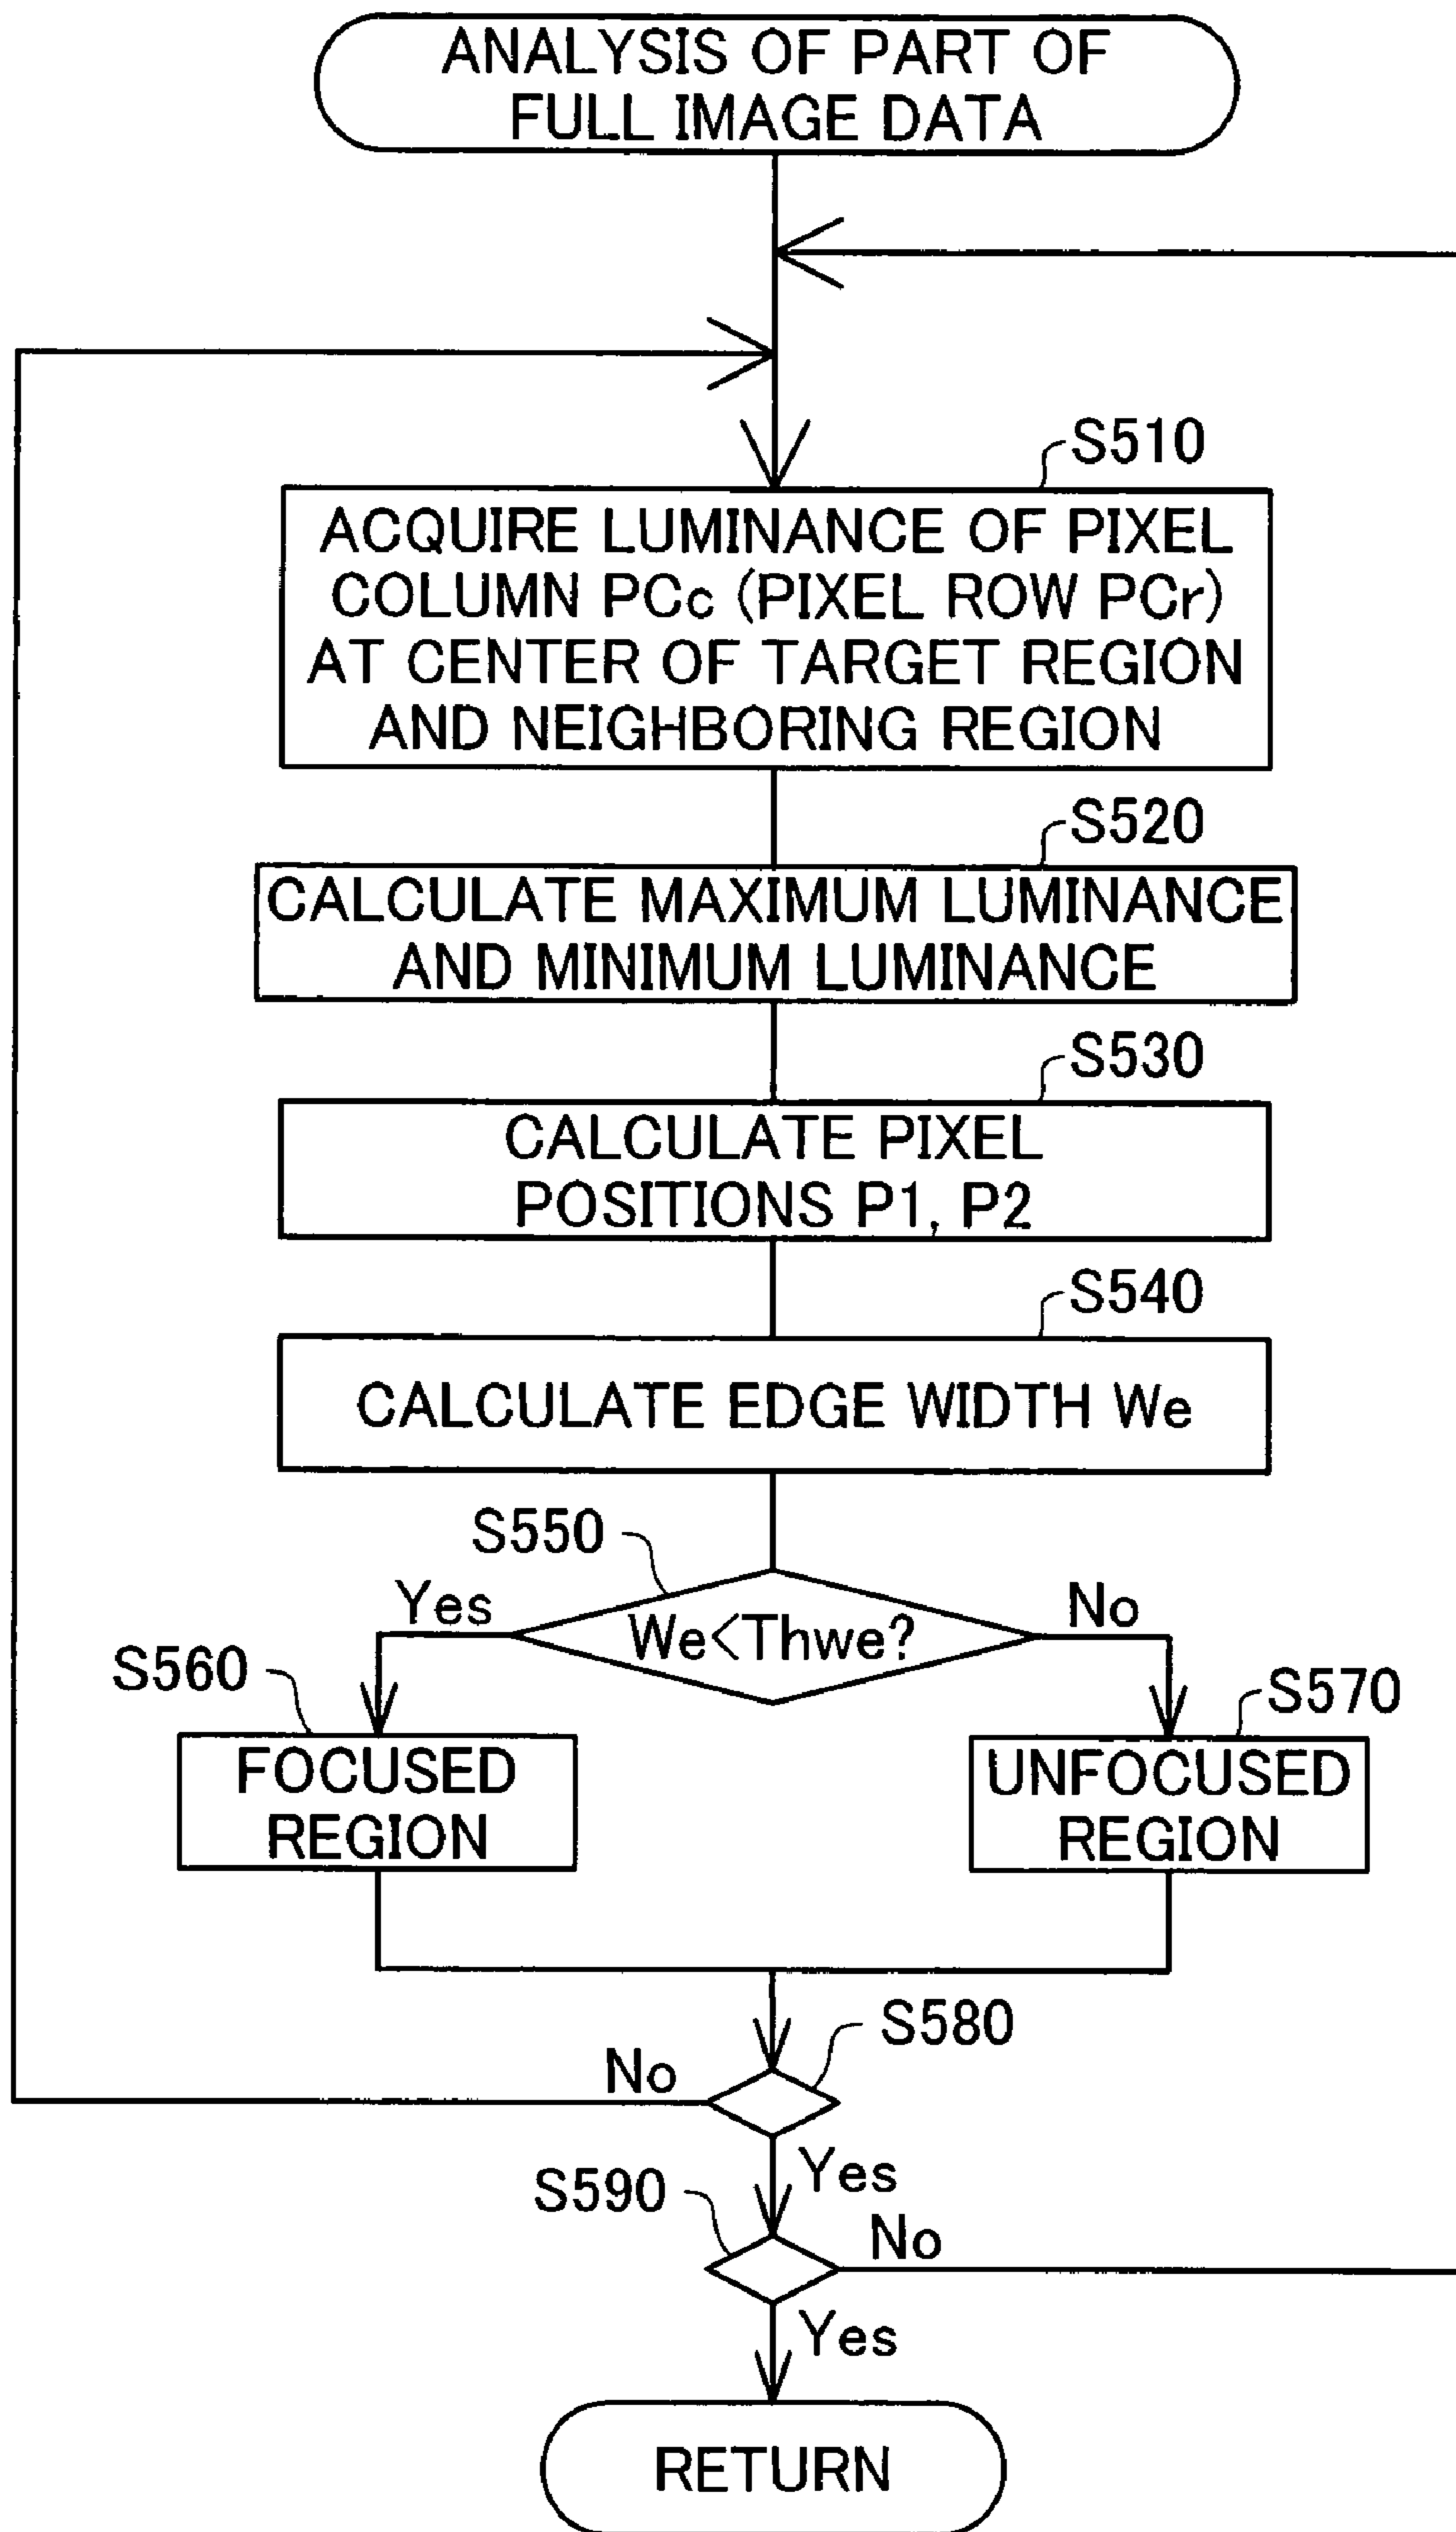 ANALYSIS OF PART OF
FULL IMAGE DATA
S510
ACQUIRE LUMINANCE OF PIXEL
COLUMN PCc (PIXEL ROW PCr)
AT CENTER OF TARGET REGION
AND NEIGHBORING REGION
S520
CALCULATE MAXIMUM LUMINANCE
AND MINIMUM LUMINANCE
S530
CALCULATE PIXEL
POSITIONS P1, P2
S540
CALCULATE EDGE WIDTH We
S550
Yes
We<Thwe?
No
S560
FOCUSED
REGION
S570
UNFOCUSED
REGION
S580
No
Yes
S590
No
Yes
RETURN